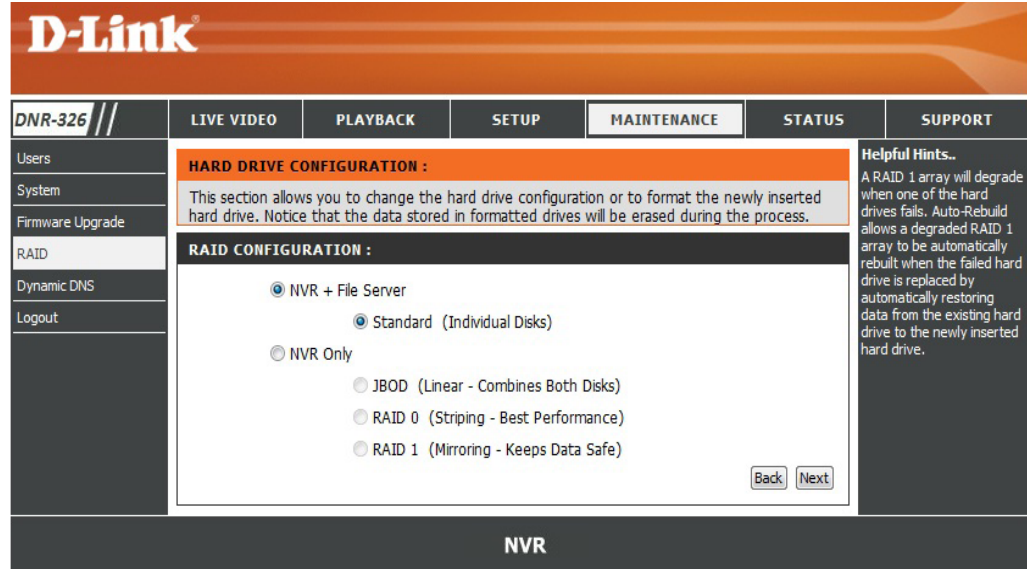 D-Link®
DNR-326
LIVE VIDEO
PLAYBACK
SETUP
MAINTENANCE
STATUS
SUPPORT
Users
System
Firmware Upgrade
RAID
Dynamic DNS
Logout
HARD DRIVE CONFIGURATION :
This section allows you to change the hard drive configuration or to format the newly inserted
hard drive. Notice that the data stored in formatted drives will be erased during the process.
RAID CONFIGURATION :
NVR + File Server
Standard (Individual Disks)
NVR Only
JBOD (Linear - Combines Both Disks)
RAID 0 (Striping - Best Performance)
RAID 1 (Mirroring - Keeps Data Safe)
Back Next
Helpful Hints..
A RAID 1 array will degrade
when one of the hard
drives fails. Auto-Rebuild
allows a degraded RAID 1
array to be automatically
rebuilt when the failed hard
drive is replaced by
automatically restoring
data from the existing hard
drive to the newly inserted
hard drive.
NVR